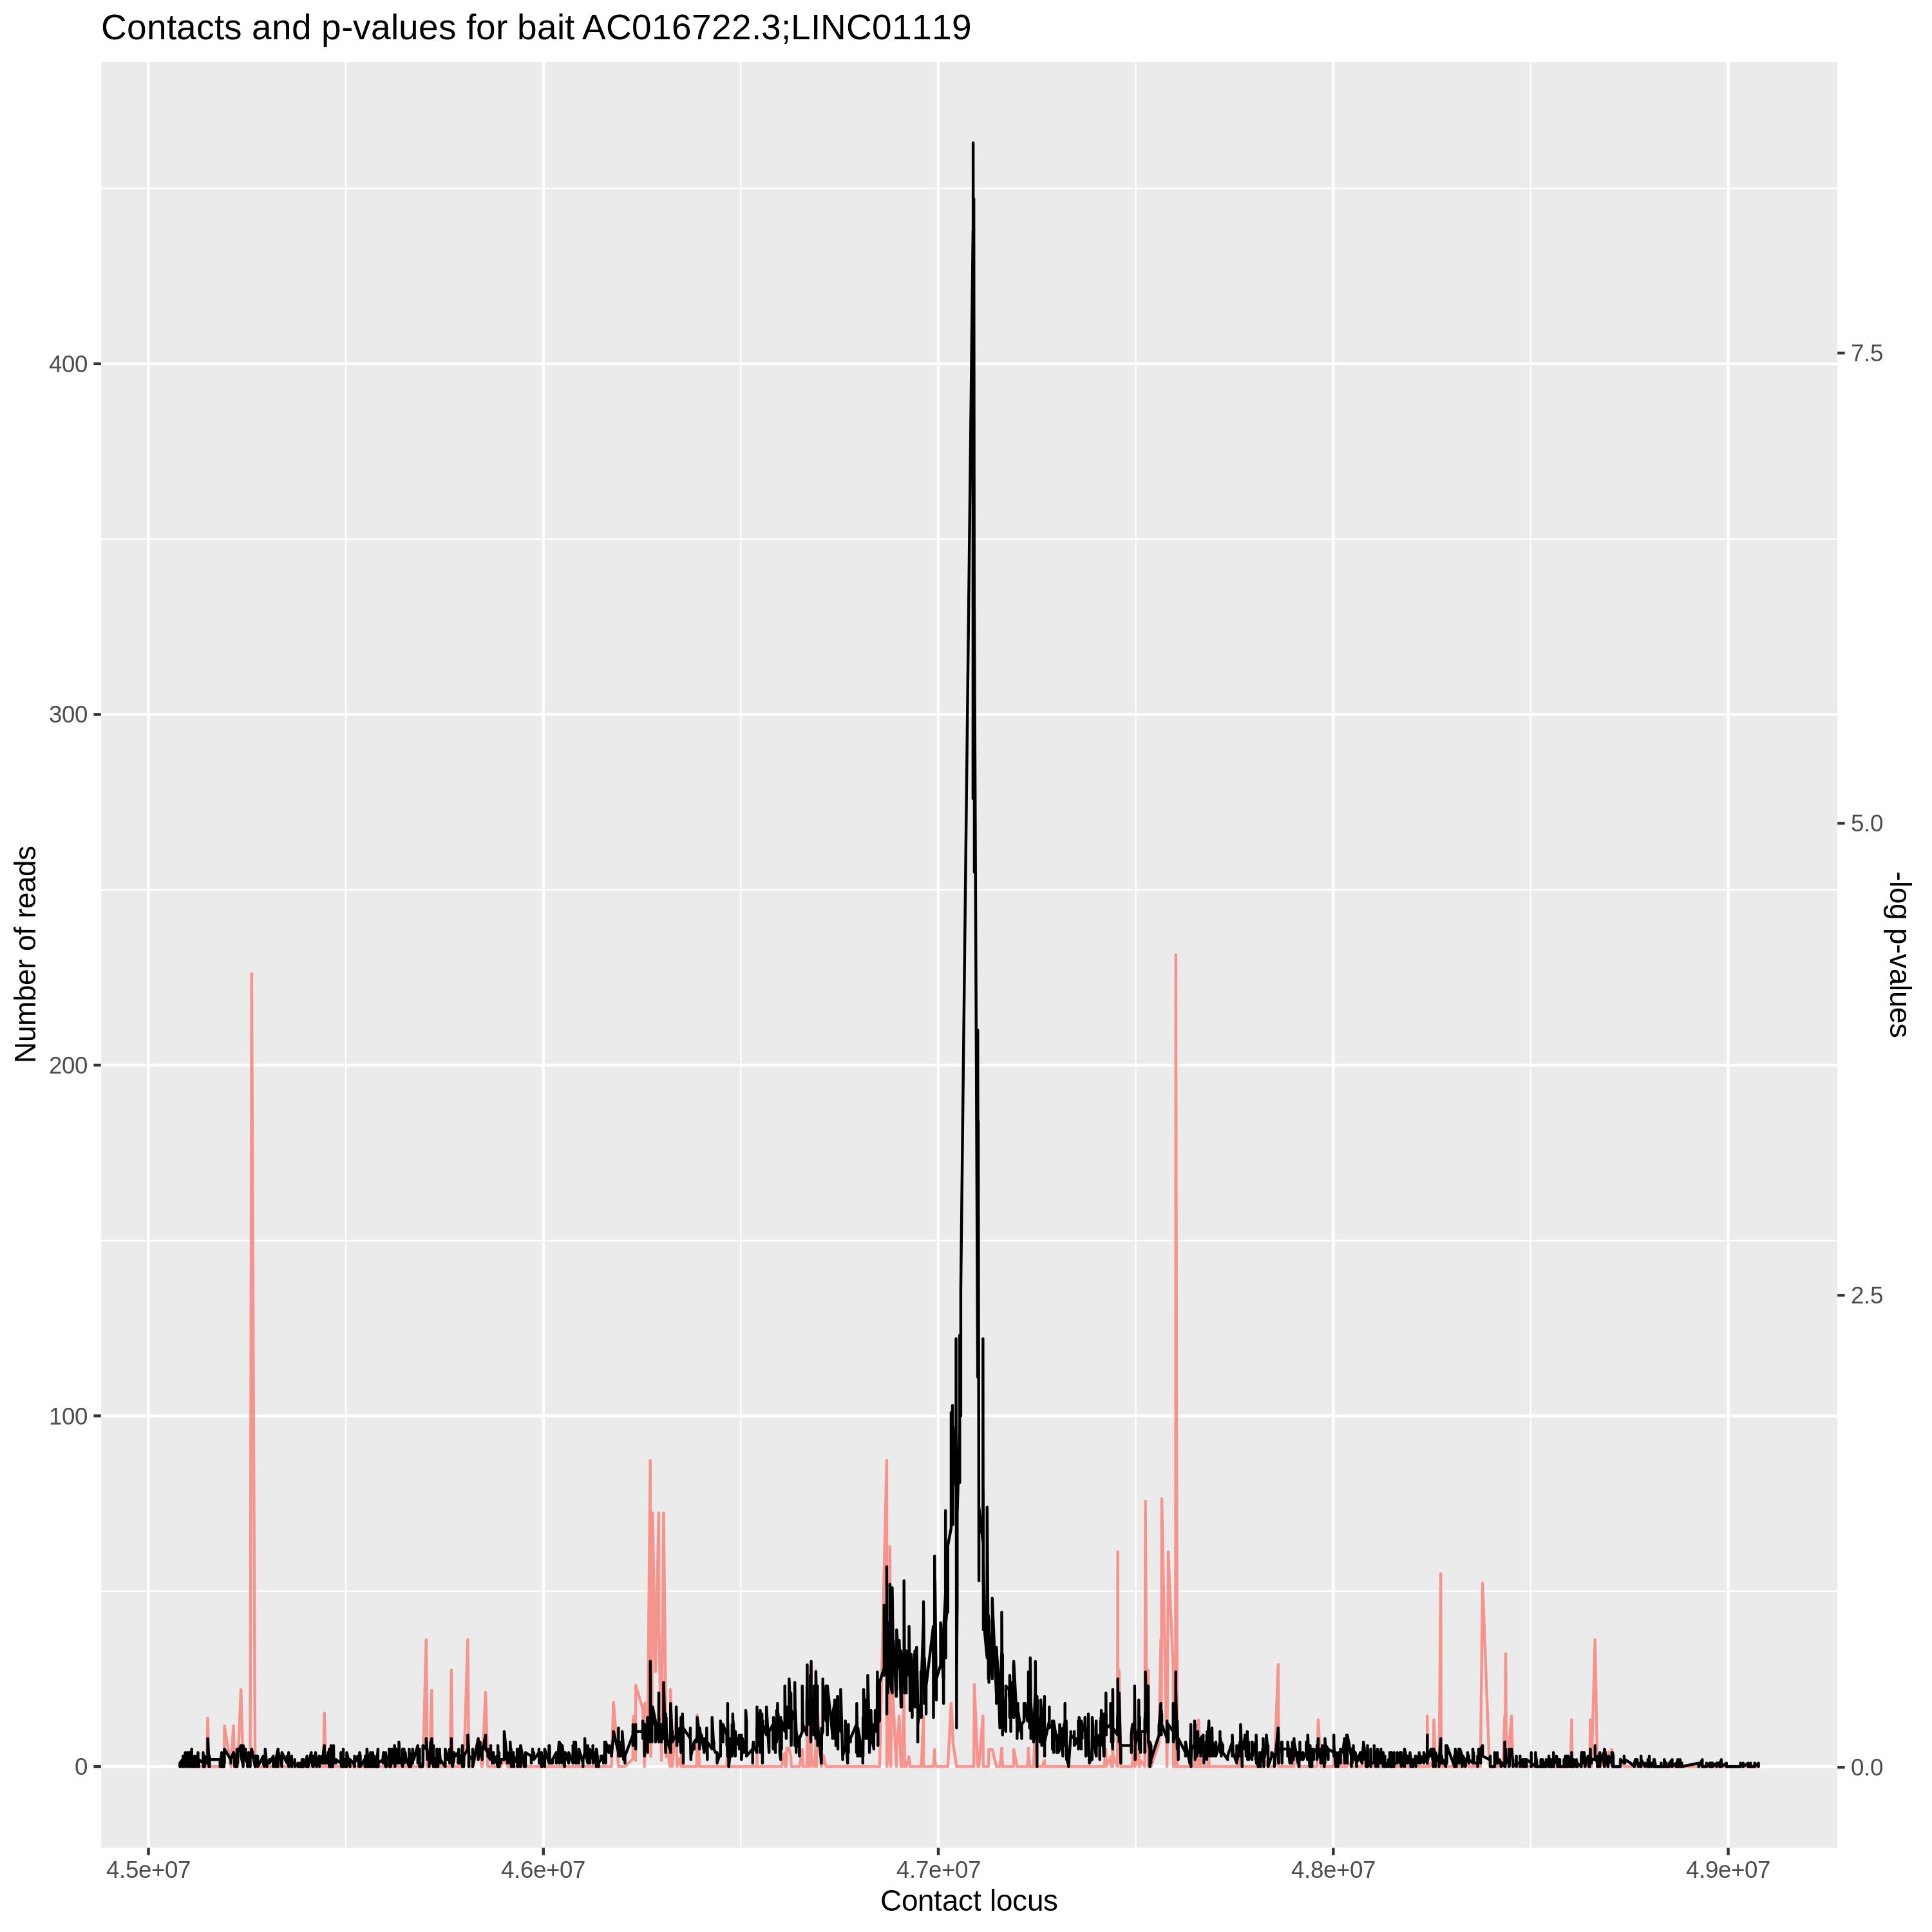 Contacts and p-values for bait AC016722.3;LINC01119
400
300
200
100
0
Number of reads
7.5
5.0
2.5
0.0
-log p-values
4.5e+07
4.6e+07
4.7e+07
4.8e+07
4.9e+07
Contact locus